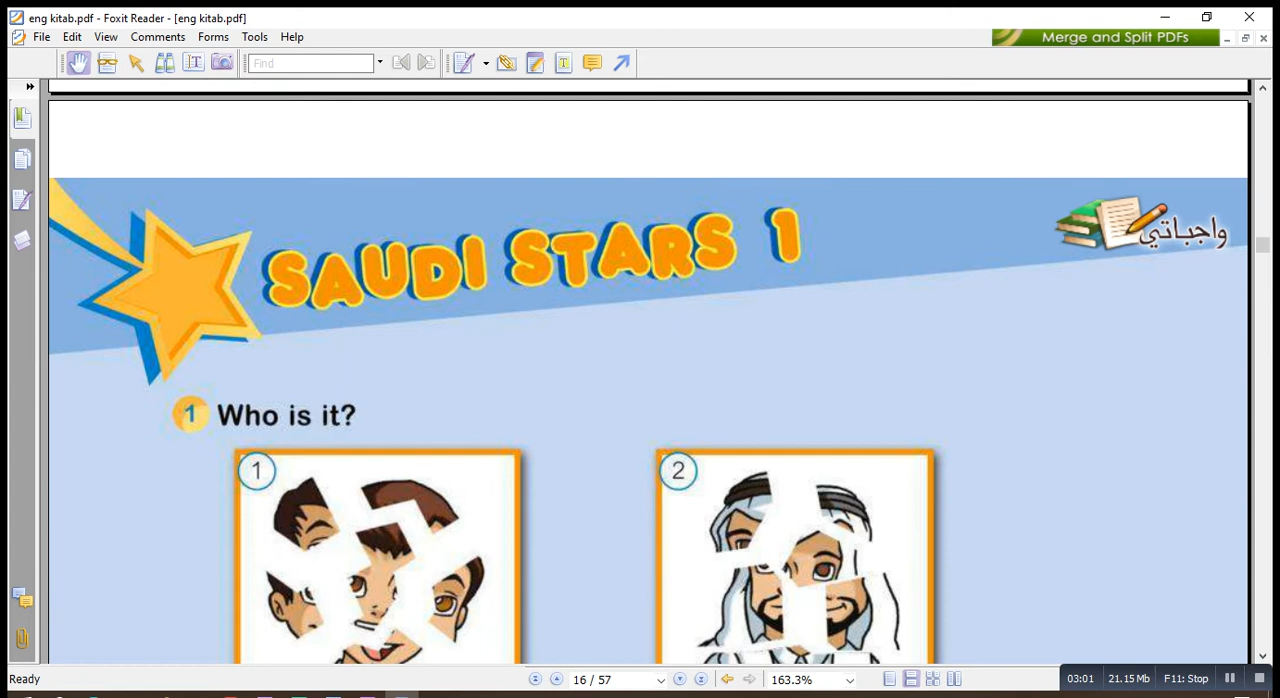 eng kitab.pdf - Foxit Reader - [eng kitab.pdf]
File Edit View Comments Forms Tools Help
Merge and Split PDFs
Find
SAUDI STARS 1
واجباتي
1 Who is it?
1
2
Ready
16 / 57
163.3%
03:01
21.15 Mb
F11: Stop